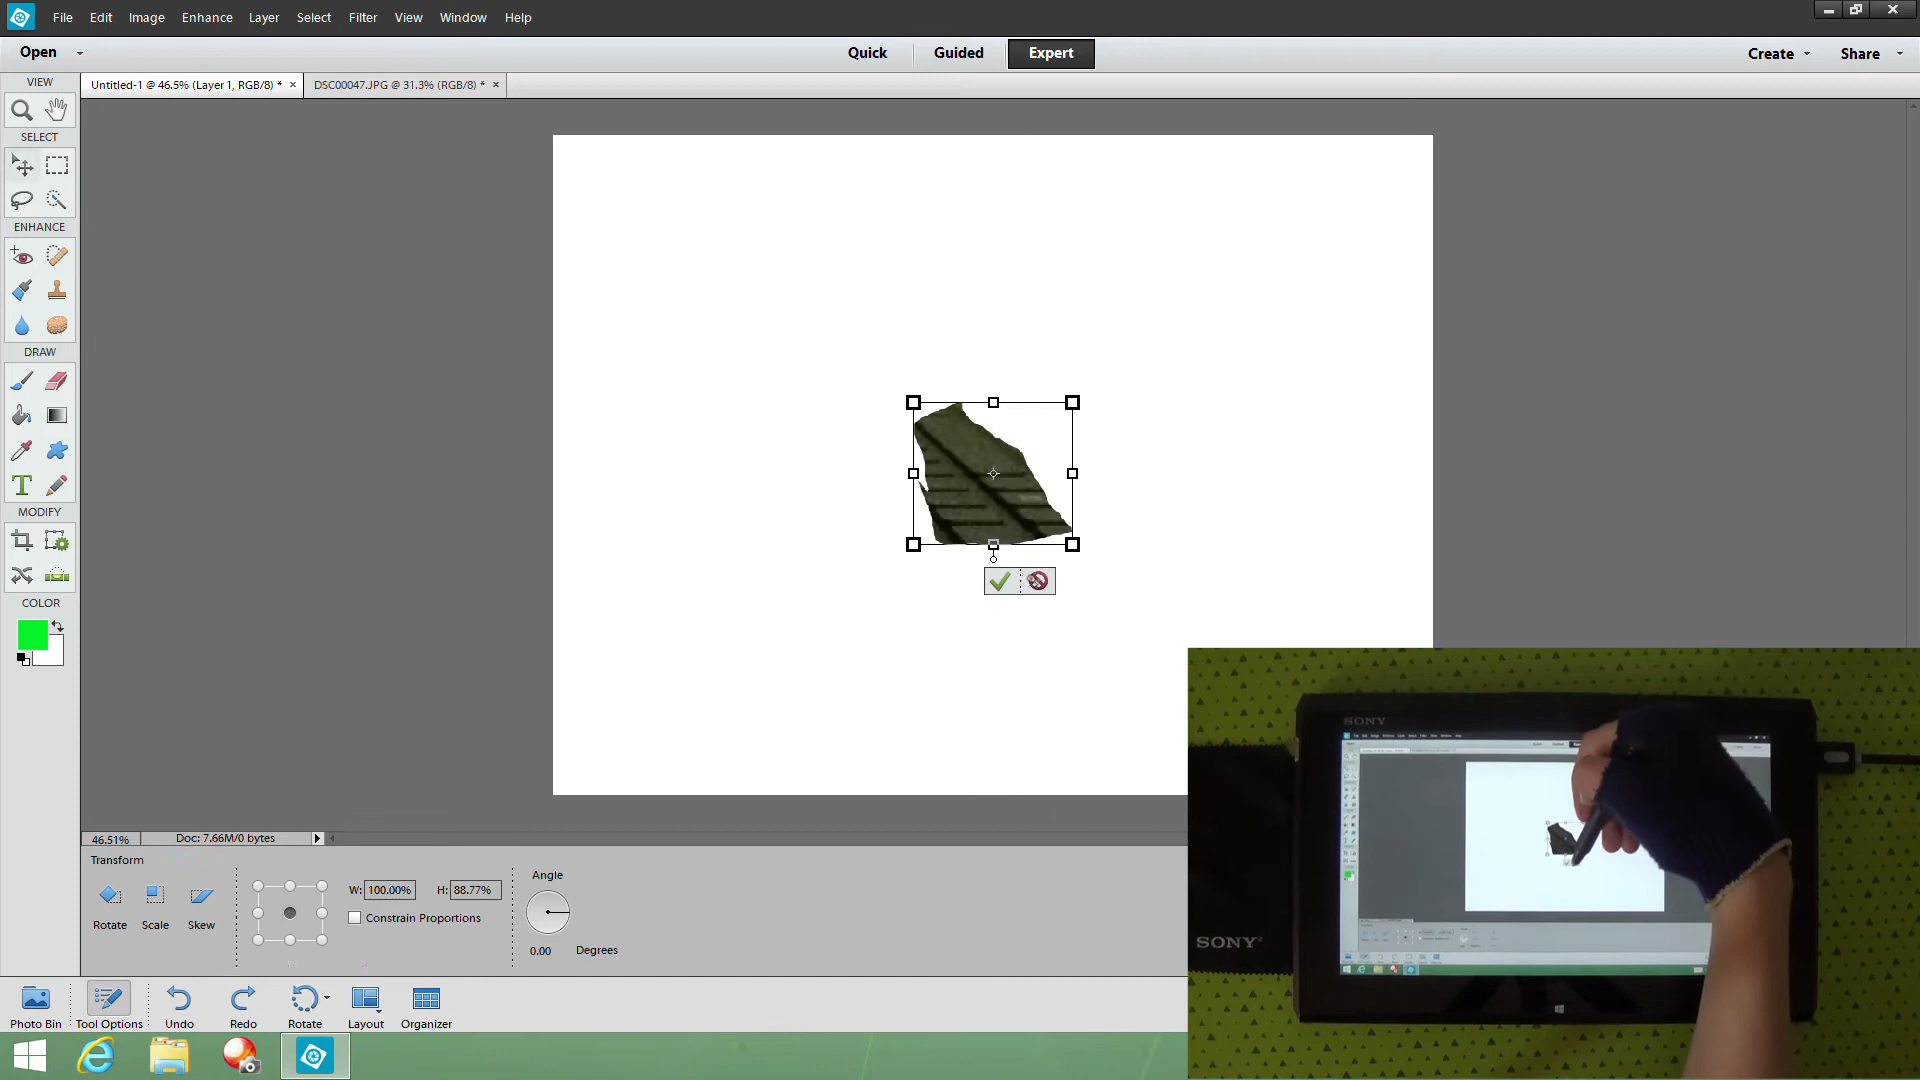 File Edit Image Enhance Layer Select Filter View Window Help
Open Quick Guided Expert Create Share
VIEW
Untitled-1 @ 46.5% (Layer 1, RGB/8) * × DSC00047.JPG @ 31.3% (RGB/8) * ×
SELECT
ENHANCE
DRAW
MODIFY
COLOR
46.51% Doc: 7.66M/0 bytes
Transform
Rotate Scale Skew
W: 100.00% H: 88.77%
Constrain Proportions
Angle
0.00 Degrees
Photo Bin Tool Options Undo Redo Rotate Layout Organizer
SONY
SONY